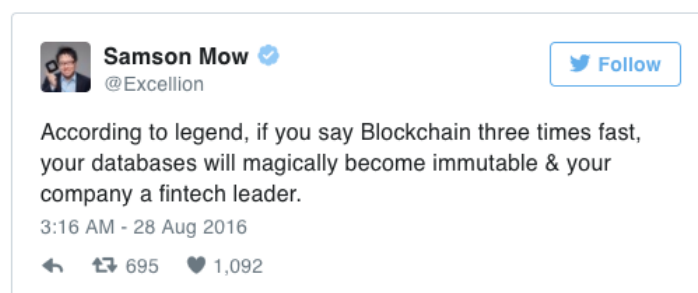 Samson Mow
@Excellion
Follow
According to legend, if you say Blockchain three times fast,
your databases will magically become immutable & your
company a fintech leader.
3:16 AM - 28 Aug 2016
695 1,092